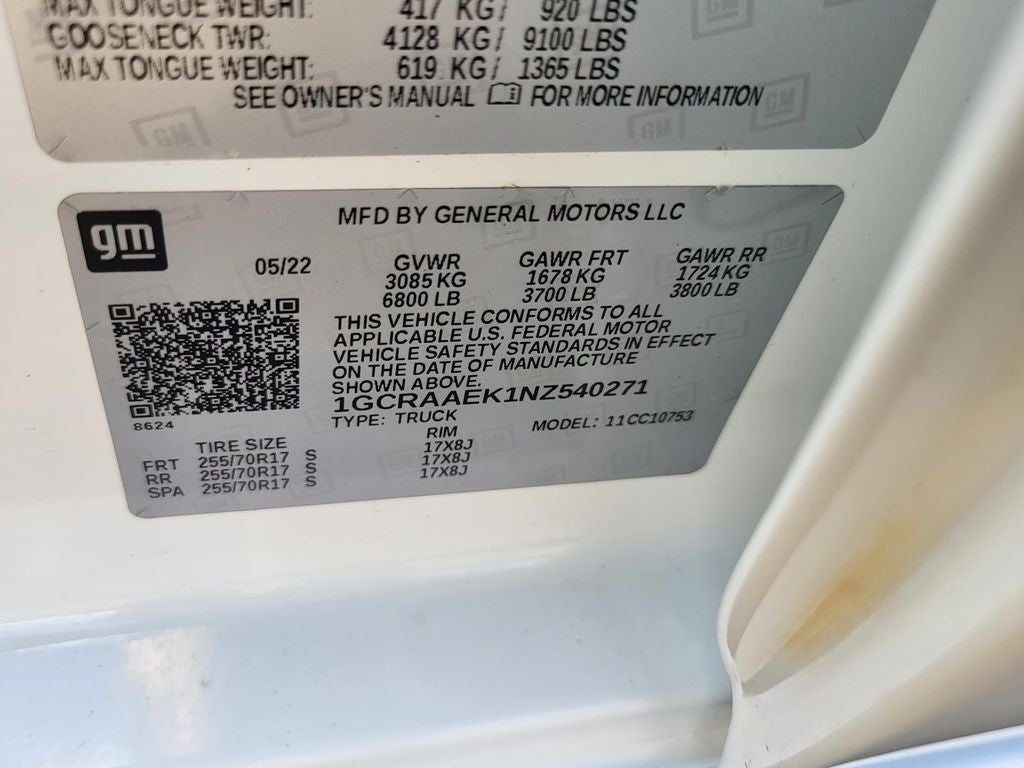 MAX TONGUE WEIGHT: 417 KG/ 920 LBS
GOOSENECK TWR: 4128 KG/ 9100 LBS
MAX TONGUE WEIGHT: 619 KG/ 1365 LBS
SEE OWNER'S MANUAL FOR MORE INFORMATION
gm
MFD BY GENERAL MOTORS LLC
05/22 GVWR GAWR FRT GAWR RR
3085 KG 1678 KG 1724 KG
6800 LB 3700 LB 3800 LB
THIS VEHICLE CONFORMS TO ALL
APPLICABLE U.S. FEDERAL MOTOR
VEHICLE SAFETY STANDARDS IN EFFECT
ON THE DATE OF MANUFACTURE
SHOWN ABOVE.
1GCRAAEK1NZ540271
TYPE: TRUCK MODEL: 11CC10753
8624
TIRE SIZE RIM
FRT 255/70R17 S 17X8J
RR 255/70R17 S 17X8J
SPA 255/70R17 S 17X8J